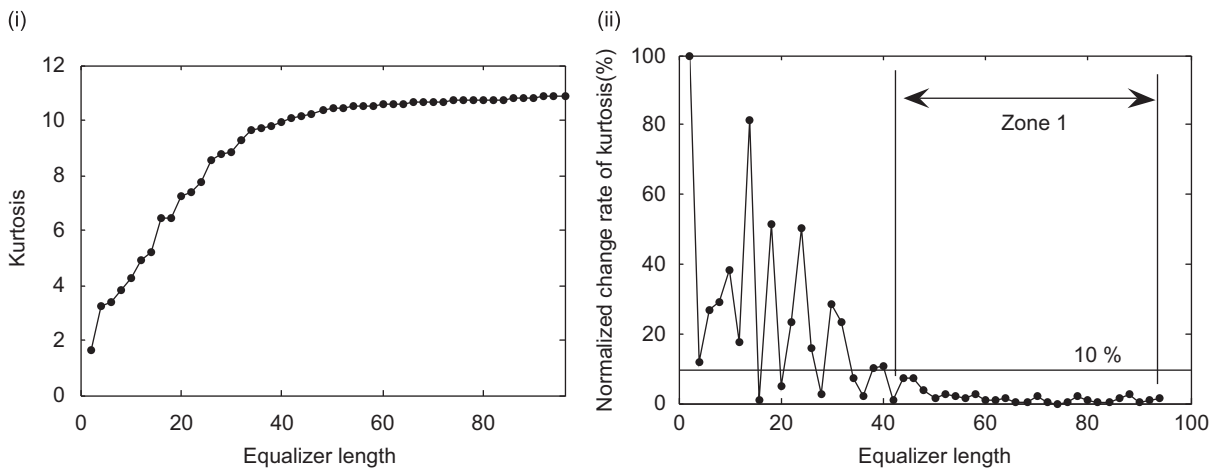 (i)
12
10
8
6
4
2
0
Kurtosis
0 20 40 60 80
Equalizer length
(ii)
100
80
60
40
20
0
Normalized change rate of kurtosis(%)
Zone 1
10 %
0 20 40 60 80 100
Equalizer length